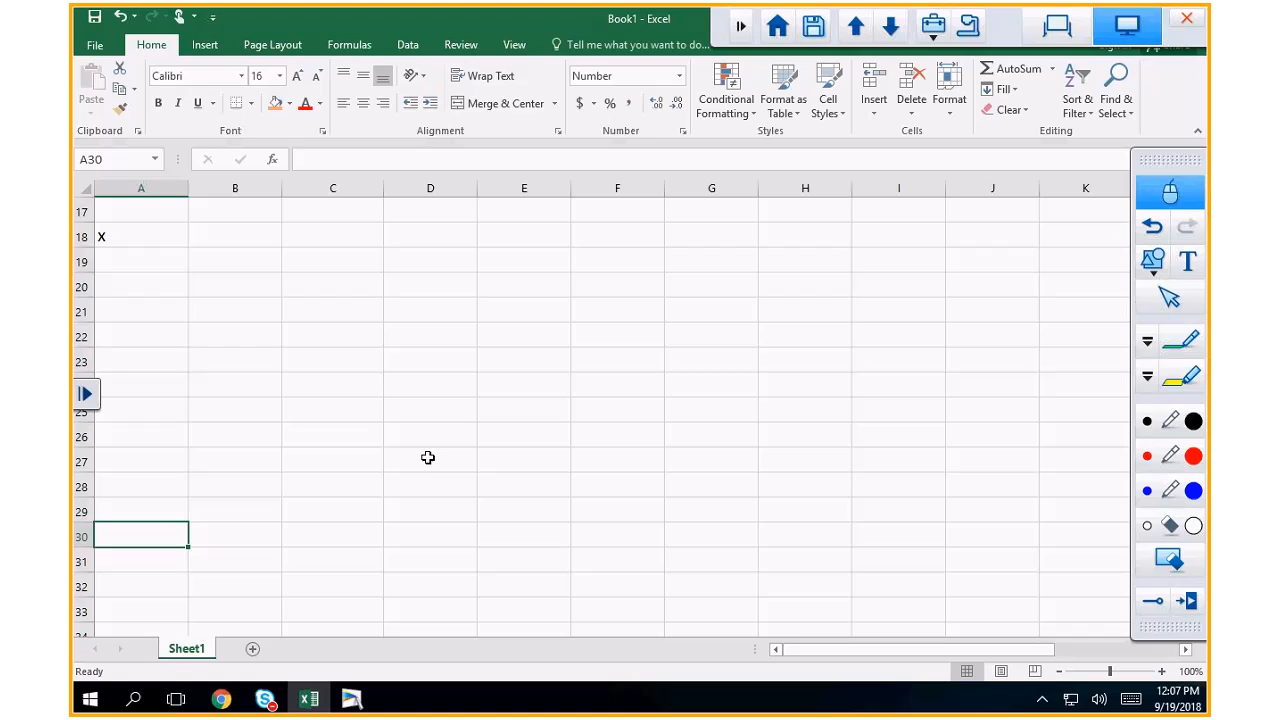 Book1 - Excel
File Home Insert Page Layout Formulas Data Review View Tell me what you want to do...
Paste
Calibri 16
Wrap Text
Merge & Center
Number
Conditional Formatting
Format as Table
Cell Styles
Insert Delete Format
AutoSum
Fill
Clear
Sort & Filter
Find & Select
Clipboard Font Alignment Number Styles Cells Editing
A30 fx
A B C D E F G H I J K
17
18 X
19
20
21
22
23
25
26
27
28
29
30
31
32
33
Sheet1
Ready 100%
12:07 PM
9/19/2018